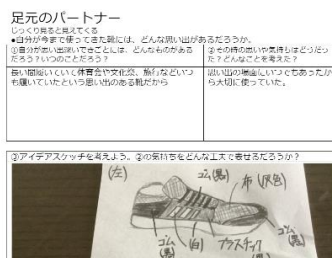 足元のパートナー
じっくり見ると見えてくる
●自分が今まで使ってきた靴には、どんな思い出があるだろうか。
①自分が思い出深いできごとには、どんなものがある
だろう?いつのことだろう?
②その時の思いや気持ちはどうだっ
た?どんなことを考えた?
長い間履いていく体育会や文化祭、旅行などいつ
も履いていたという思い出のある靴だから
思い出の場面にいつでもあったか
ら大切に使っていた。
③アイデアスケッチを考えよう。②の気持ちをどんな工夫で表せるだろうか?
(左)
ゴム(黒)
布(灰色)
ゴム
(黒)
ゴム
(白)
プラスチック
(黒)